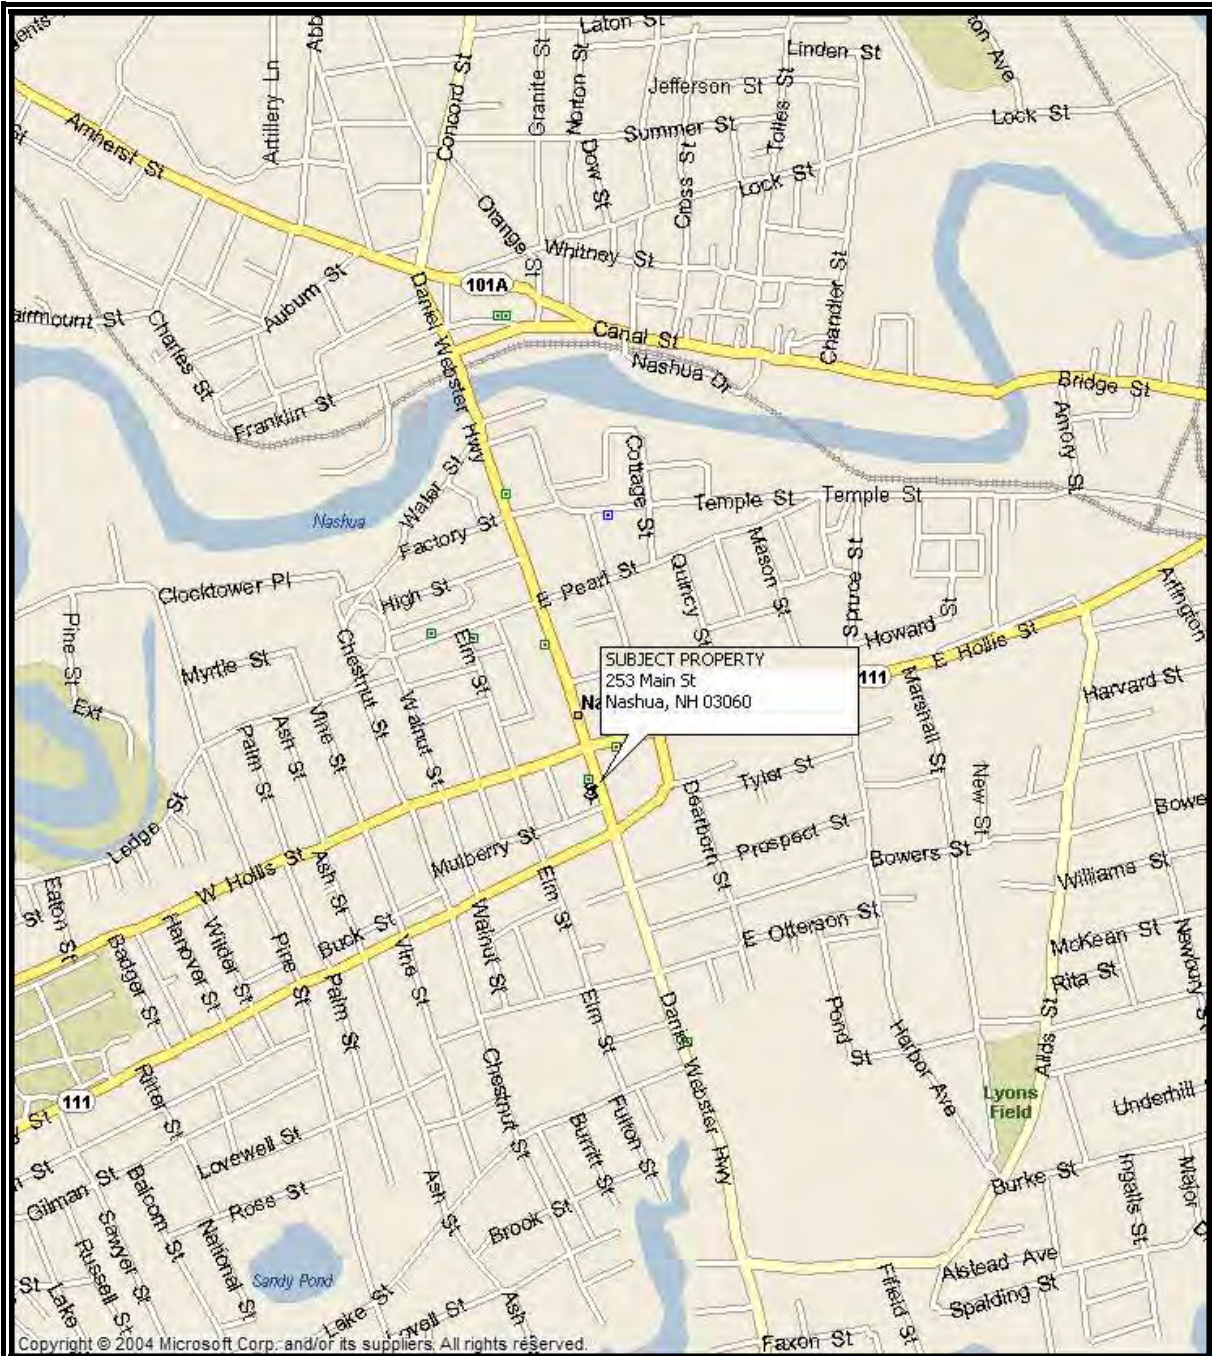 Laton St
Linden St
Jefferson St
Abb
Artillery Ln
Concord St
Granite St
Norton St
Dow St
Summer St
Tolles St
Lock St
Lock St
Cross St
Amherst St
Orange St
Whitney St
101A
Auburn St
Charles St
Daniel Webster Hwy
Canal St
Chandler St
Nashua Dr
Bridge St
Amory St
Franklin St
Cottage St
Water St
Temple St
Temple St
Nashua
Factory St
Mason St
Quincy St
Spruce St
E Pearl St
High St
Clocktower Pl
Pine St Ext
Arlington
Howard St
E Hollis St
Myrtle St
Chestnut St
Elm St
SUBJECT PROPERTY
253 Main St
Nashua, NH 03060
111
Harvard St
Marshall St
Walnut St
Vine St
Ash St
Palm St
Tyler St
New St
Dearborn St
Ledge St
Prospect St
Mulberry St
Bowers St
Williams St
W Hollis St
Ash St
Elm St
Eaton St
St
Hanover St
Wilder St
Badger St
Pine St
Buck St
Vine St
Walnut St
E Otterson St
McKean St
Newbury S
Rita St
Palm St
Elm St
Daniel Webster Hwy
Pond St
Harbor Ave
Allds St
Lyons
Field
Underhill
111
Ritter St
Chestnut St
Fulton St
Burritt St
Lovewell St
Gilman St
Balcom St
Ross St
National St
Ash St
Brook St
Burke St
Ingalls St
Major
Sawyer St
Russell St
Sandy Pond
Alstead Ave
Spalding St
Fifield St
St
Lake
Lake St
Ash
Faxon St
Copyright © 2004 Microsoft Corp. and/or its suppliers. All rights reserved.